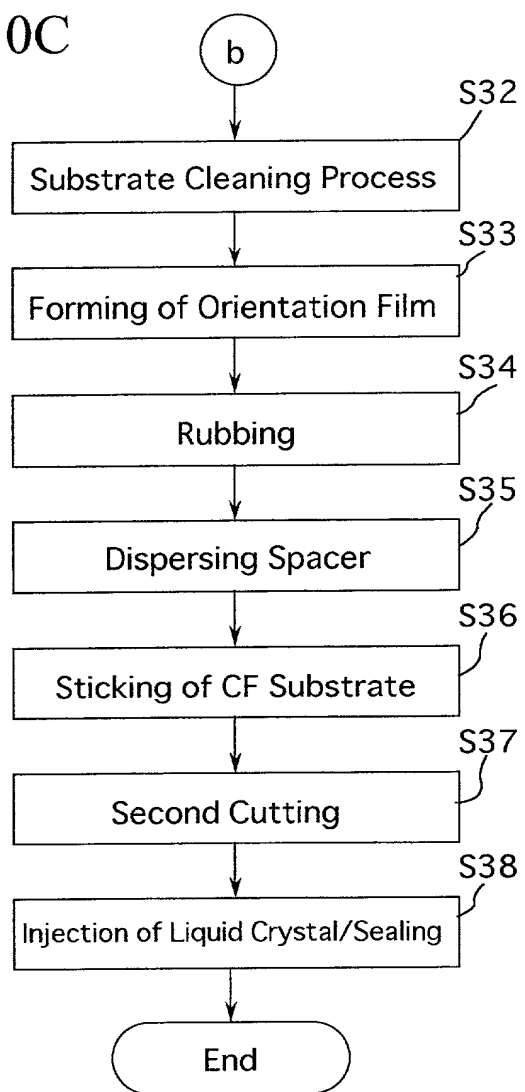 0C
b
S32
Substrate Cleaning Process
S33
Forming of Orientation Film
S34
Rubbing
S35
Dispersing Spacer
S36
Sticking of CF Substrate
S37
Second Cutting
S38
Injection of Liquid Crystal/Sealing
End